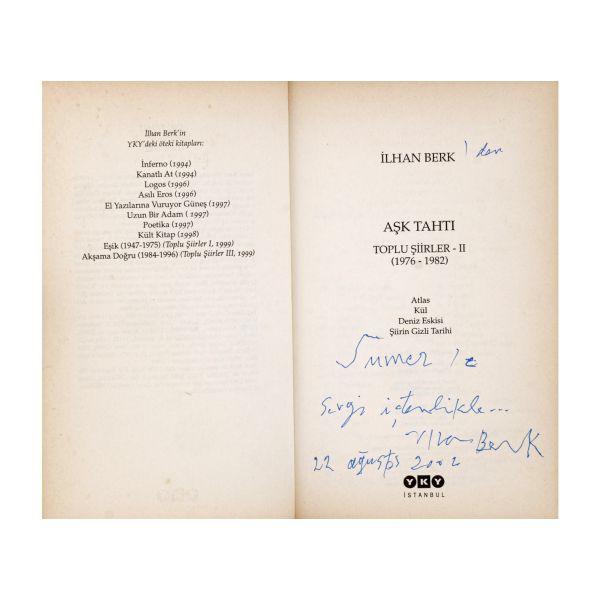 İlhan Berk'in
YKY'deki öteki kitapları:
İnferno (1994)
Kanatlı At (1994)
Logos (1996)
Asılı Eros (1996)
El Yazılarına Vuruyor Güneş (1997)
Uzun Bir Adam ( 1997)
Poetika (1997)
Kült Kitap (1998)
Eşik (1947-1975) (Toplu Şiirler I, 1999)
Akşama Doğru (1984-1996) (Toplu Şiirler III, 1999)
İLHAN BERK 'den
AŞK TAHTI
TOPLU ŞİİRLER - II
(1976 - 1982)
Atlas
Kül
Deniz Eskisi
Şiirin Gizli Tarihi
Sümer'e
Sevgi içtenlikle...
İlhan Berk
22 ağustos 2002
YKY
İSTANBUL